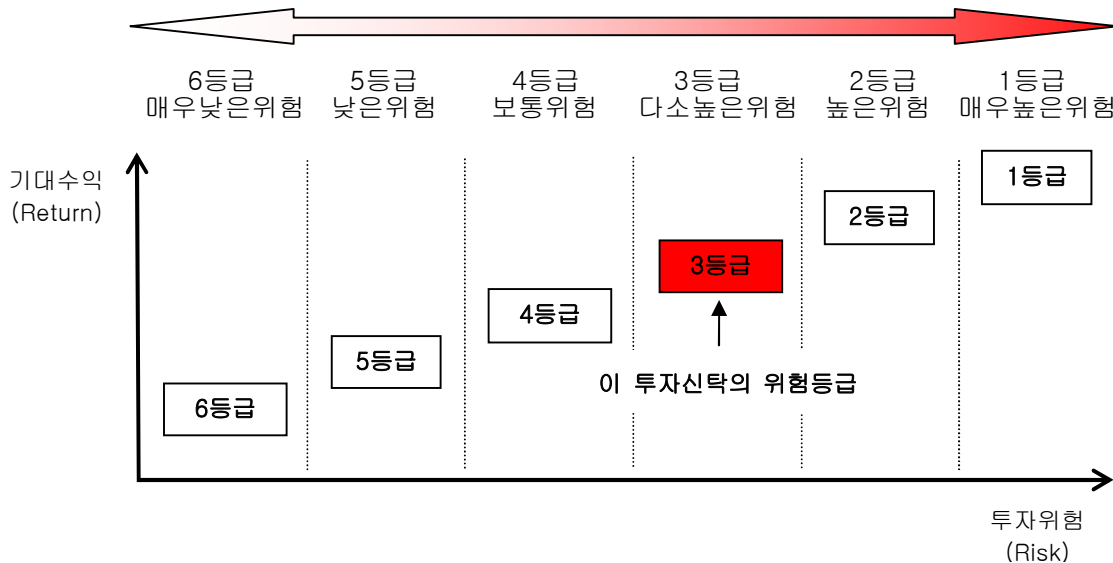 6등급 5등급 4등급 3등급 2등급 1등급
매우낮은위험 낮은위험 보통위험 다소높은위험 높은위험 매우높은위험
기대수익
(Return)
1등급
2등급
3등급
4등급
5등급
이 투자신탁의 위험등급
6등급
투자위험
(Risk)